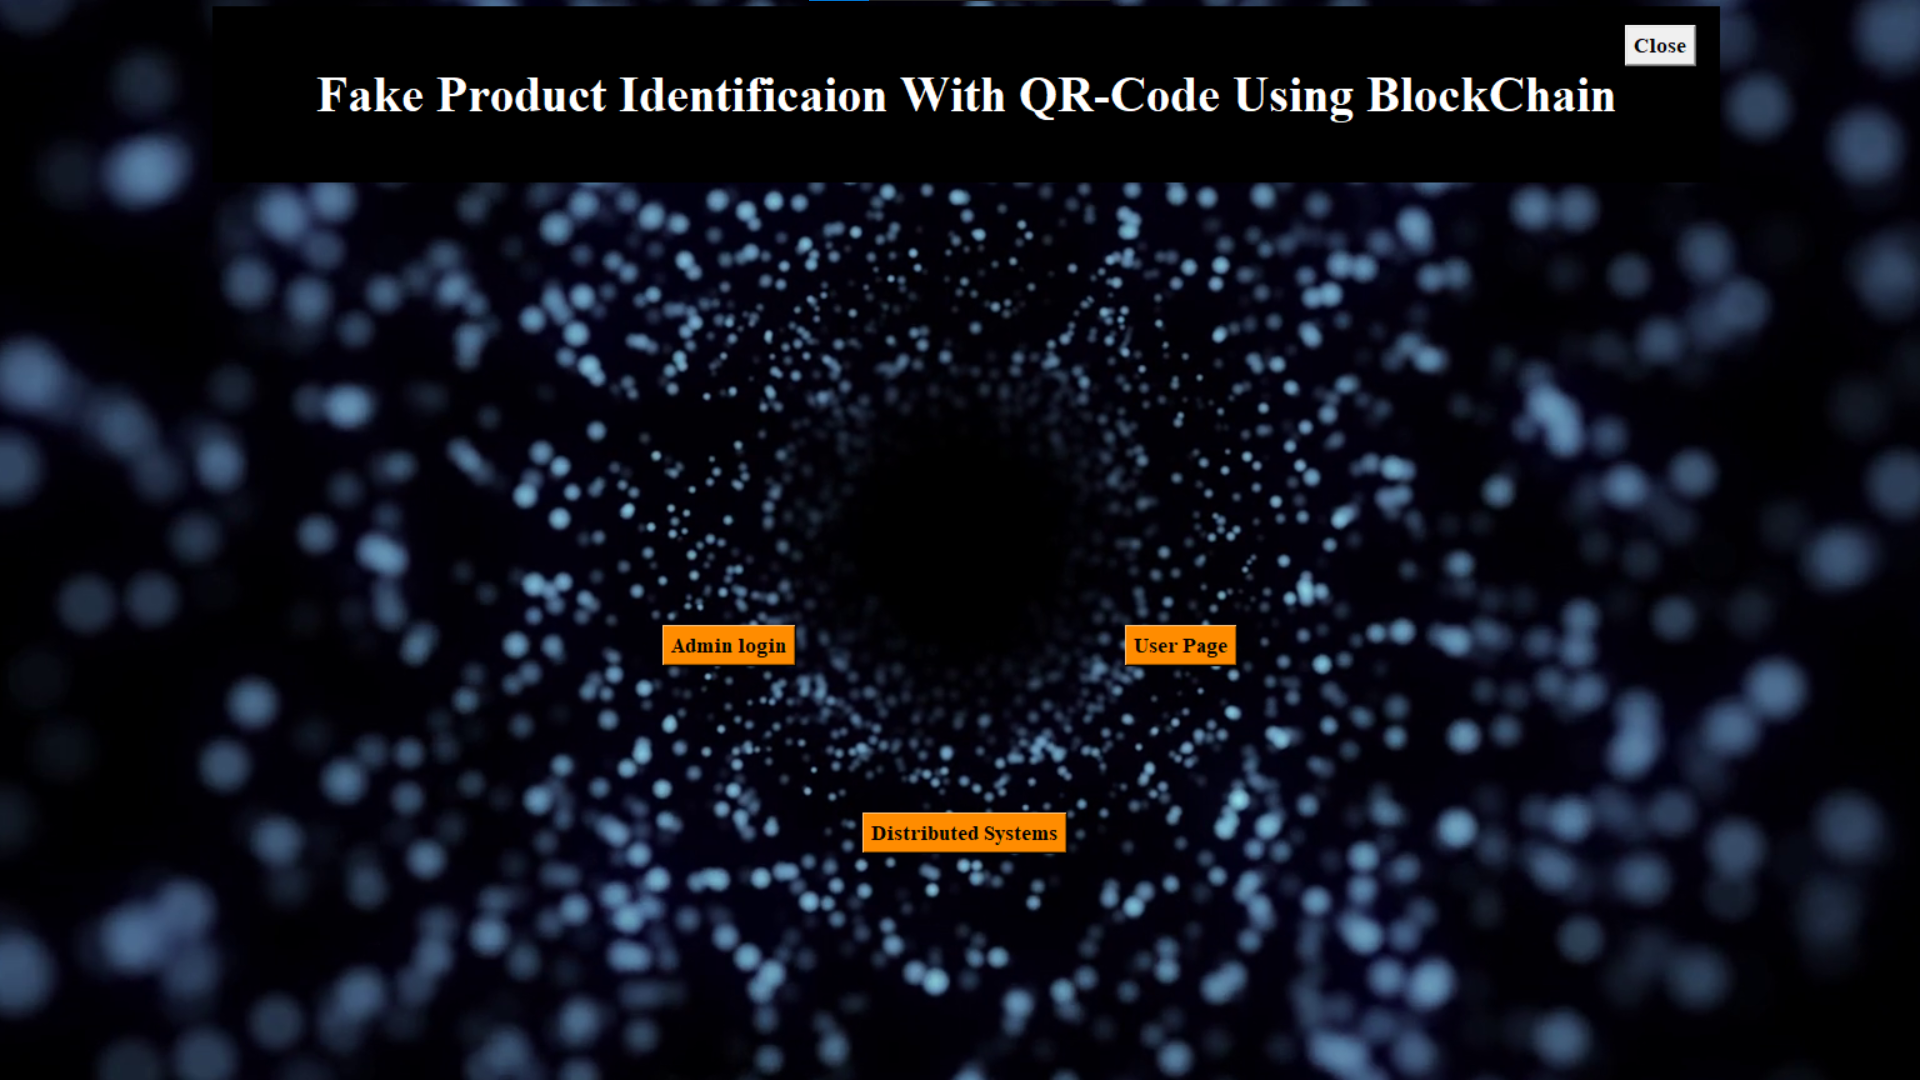 Close
Fake Product Identificaion With QR-Code Using BlockChain
Admin login
User Page
Distributed Systems